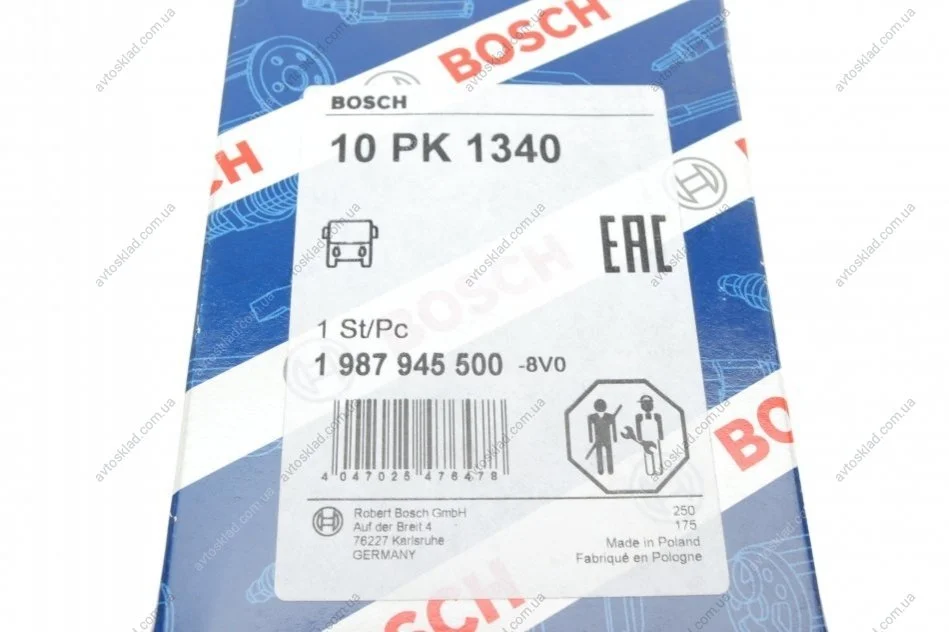 BOSCH
BOSCH
10 PK 1340
EAC
BOSCH
1 St/Pc
1 987 945 500 -8V0
BOSCH
4 047025 476478
Robert Bosch GmbH
Auf der Breit 4
76227 Karlsruhe
GERMANY
250
175
Made in Poland
Fabriqué en Pologne
BOSCH
avtosklad.com.ua